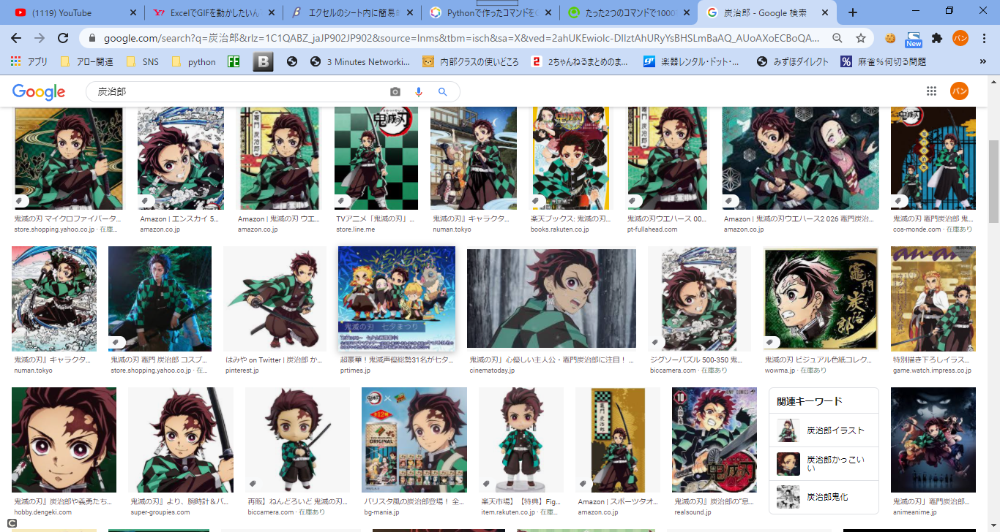 (1119) YouTube
ExcelでGIFを動かしたいん
エクセルのシート内に簡易
Pythonで作ったコマンドを
たった2つのコマンドで1000
炭治郎 - Google 検索
google.com/search?q=炭治郎&rlz=1C1QABZ_jaJP902JP902&source=lnms&tbm=isch&sa=X&ved=2ahUKEwioIc-DIIztAhURyYsBHSLmBaAQ_AUoAXoECBoQA...
New
パン
アプリ
アロー関連
SNS
python
3 Minutes Networki...
内部クラスの使いどころ
2ちゃんねるまとめのま...
楽器レンタル・ドット・...
みずほダイレクト
麻雀%何切る問題
Google
炭治郎
パン
鬼滅の刃 マイクロファイバータ...
store.shopping.yahoo.co.jp · 在庫...
Amazon | エンスカイ 5...
amazon.co.jp
Amazon | 鬼滅の刃 ウエ...
amazon.co.jp
TVアニメ「鬼滅の刃」...
store.line.me
鬼滅の刃』キャラクタ...
numan.tokyo
楽天ブックス: 鬼滅の刃...
books.rakuten.co.jp
鬼滅の刃ウエハース 00...
pt-fullahead.com
Amazon | 鬼滅の刃ウエハース2 026 竈門炭治...
amazon.co.jp
鬼滅の刃 竈門炭治郎 鬼...
cos-monde.com · 在庫あり
鬼滅の刃』キャラクタ...
numan.tokyo
鬼滅の刃 竈門 炭治郎 コスプ...
store.shopping.yahoo.co.jp · 在...
はみや on Twitter | 炭治郎 か...
pinterest.jp
鬼滅の刃 七夕まつり
超豪華！鬼滅声優総勢31名が七夕...
prtimes.jp
鬼滅の刃」心優しい主人公・竈門炭治郎に注目！ ...
cinematoday.jp
ジグソーパズル 500-350 鬼...
biccamera.com · 在庫あり
竈門炭治郎
鬼滅の刃 ビジュアル色紙コレク...
wowma.jp · 在庫あり
特別描き下ろしイラス...
game.watch.impress.co.jp
鬼滅の刃』炭治郎や義勇たち...
hobby.dengeki.com
鬼滅の刃』より、腕時計＆バ...
super-groupies.com
再販】ねんどろいど 鬼滅の刃...
biccamera.com · 在庫あり
全12種
ORIGINAL
バリスタ風の炭治郎登場！ 全...
bg-mania.jp
楽天市場】【特典】Fig...
item.rakuten.co.jp · 在...
Amazon | スポーツタオ...
amazon.co.jp
10
鬼滅の刃
鬼滅の刃』炭治郎の“息...
realsound.jp
関連キーワード
炭治郎イラスト
炭治郎かっこい
い
炭治郎鬼化
鬼滅の刃」竈門炭治郎...
animeanime.jp